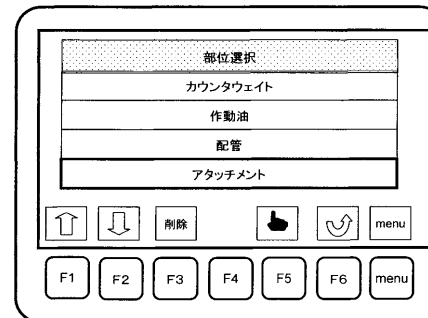 部位選択
カウンタウェイト
作動油
配管
アタッチメント
削除 menu
F1 F2 F3 F4 F5 F6 menu